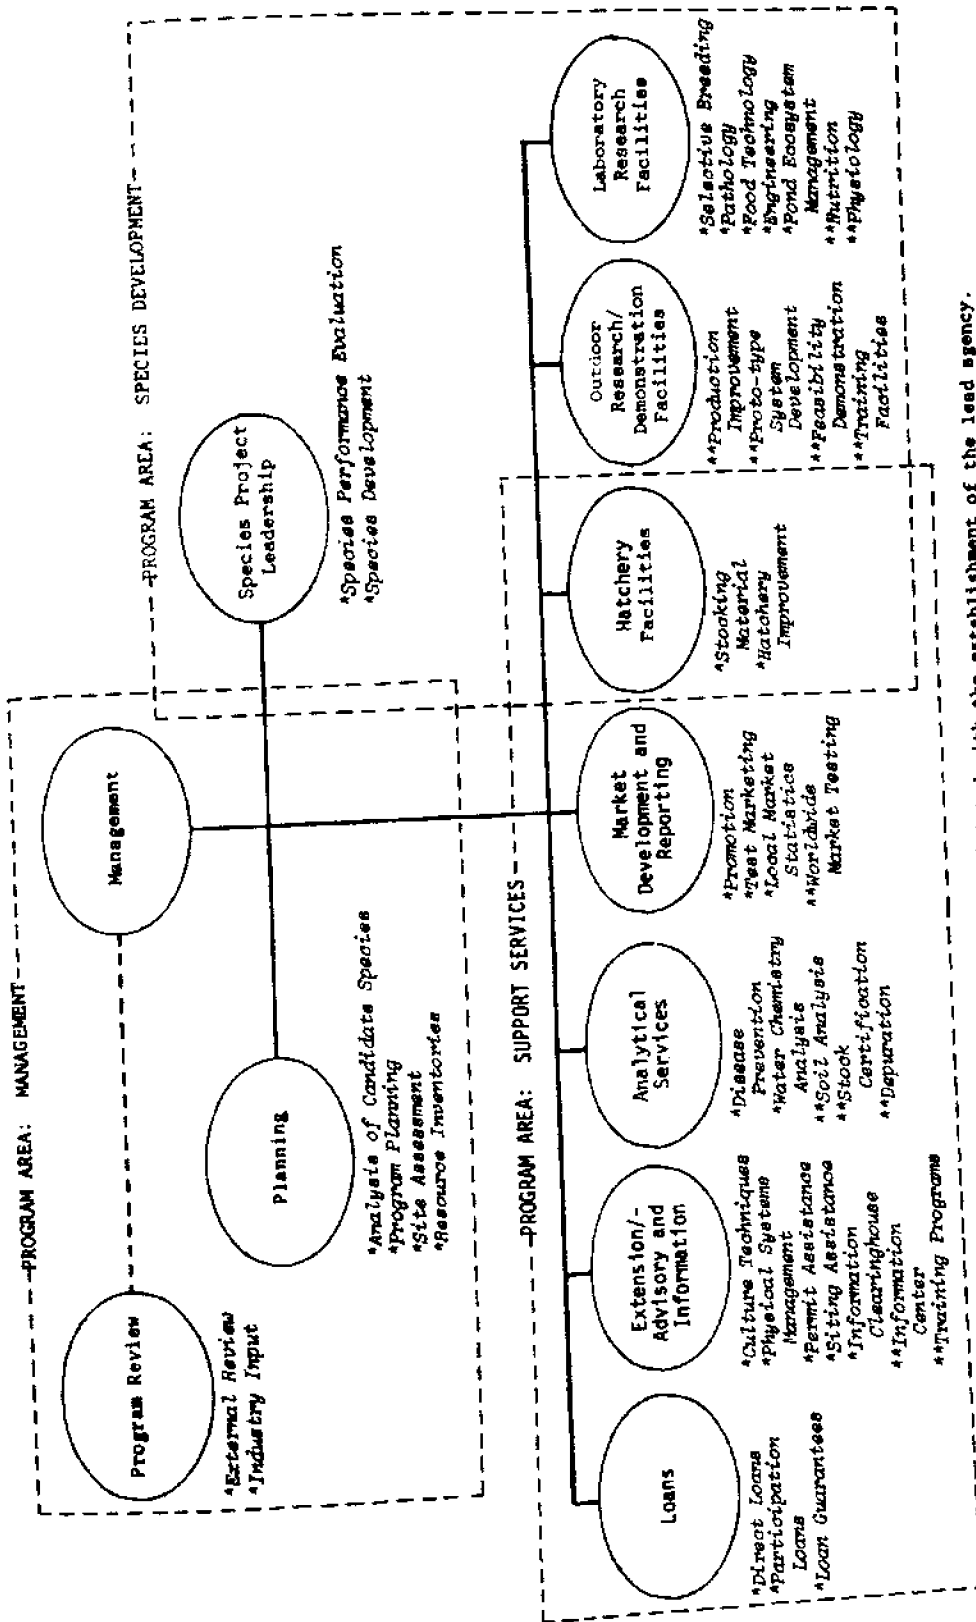 PROGRAM AREA: MANAGEMENT
Program Review
*External Review
*Industry Input
Management
Planning
*Analysis of Candidate Species
*Program Planning
*Site Assessment
*Resource Inventories
PROGRAM AREA: SPECIES DEVELOPMENT
Species Project
Leadership
*Species Performance Evaluation
*Species Development
PROGRAM AREA: SUPPORT SERVICES
Loans
*Direct Loans
*Participation
Loans
*Loan Guarantees
Extension/-
Advisory and
Information
*Culture Techniques
*Physical Systems
Management
*Permit Assistance
*Siting Assistance
*Information
Clearinghouse
**Information
Center
**Training Programs
Analytical
Services
*Disease
Prevention
*Water Chemistry
Analysis
**Soil Analysis
**Stock
Certification
**Depuration
Market
Development and
Reporting
*Promotion
*Test Marketing
*Local Market
Statistics
**Worldwide
Market Testing
Hatchery
Facilities
*Stocking
Material
*Hatchery
Improvement
Outdoor
Research/
Demonstration
Facilities
**Production
Improvement
**Proto-type
System
Development
**Feasibility
Demonstration
**Training
Facilities
Laboratory
Research
Facilities
*Selective Breeding
*Pathology
*Food Technology
*Engineering
*Pond Ecosystem
Management
**Nutrition
**Physiology
with the establishment of the lead agency.